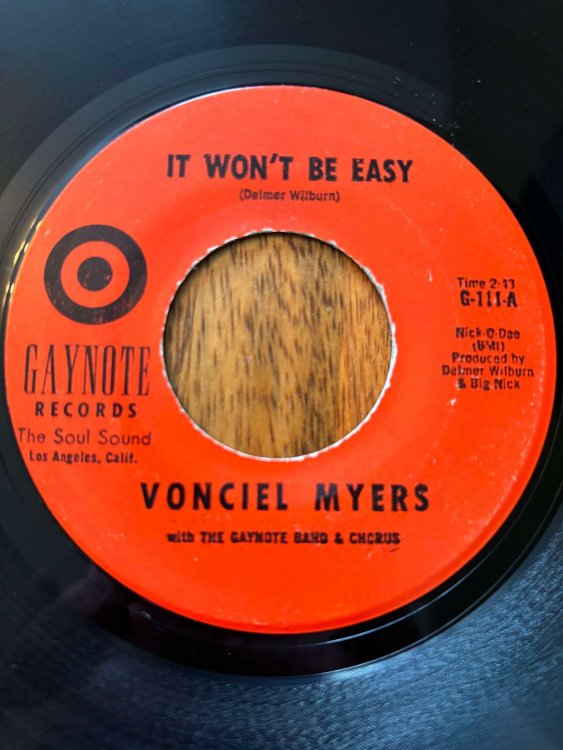 IT WON'T BE EASY
(Delmer Wilburn)
GAYNOTE
RECORDS
The Soul Sound
Los Angeles, Calif.
Time 2:43
G-111-A
Nick-O-Dee
(BMI)
Produced by
Delmer Wilburn
& Big Nick
VONCIEL MYERS
with THE GAYNOTE BAND & CHORUS